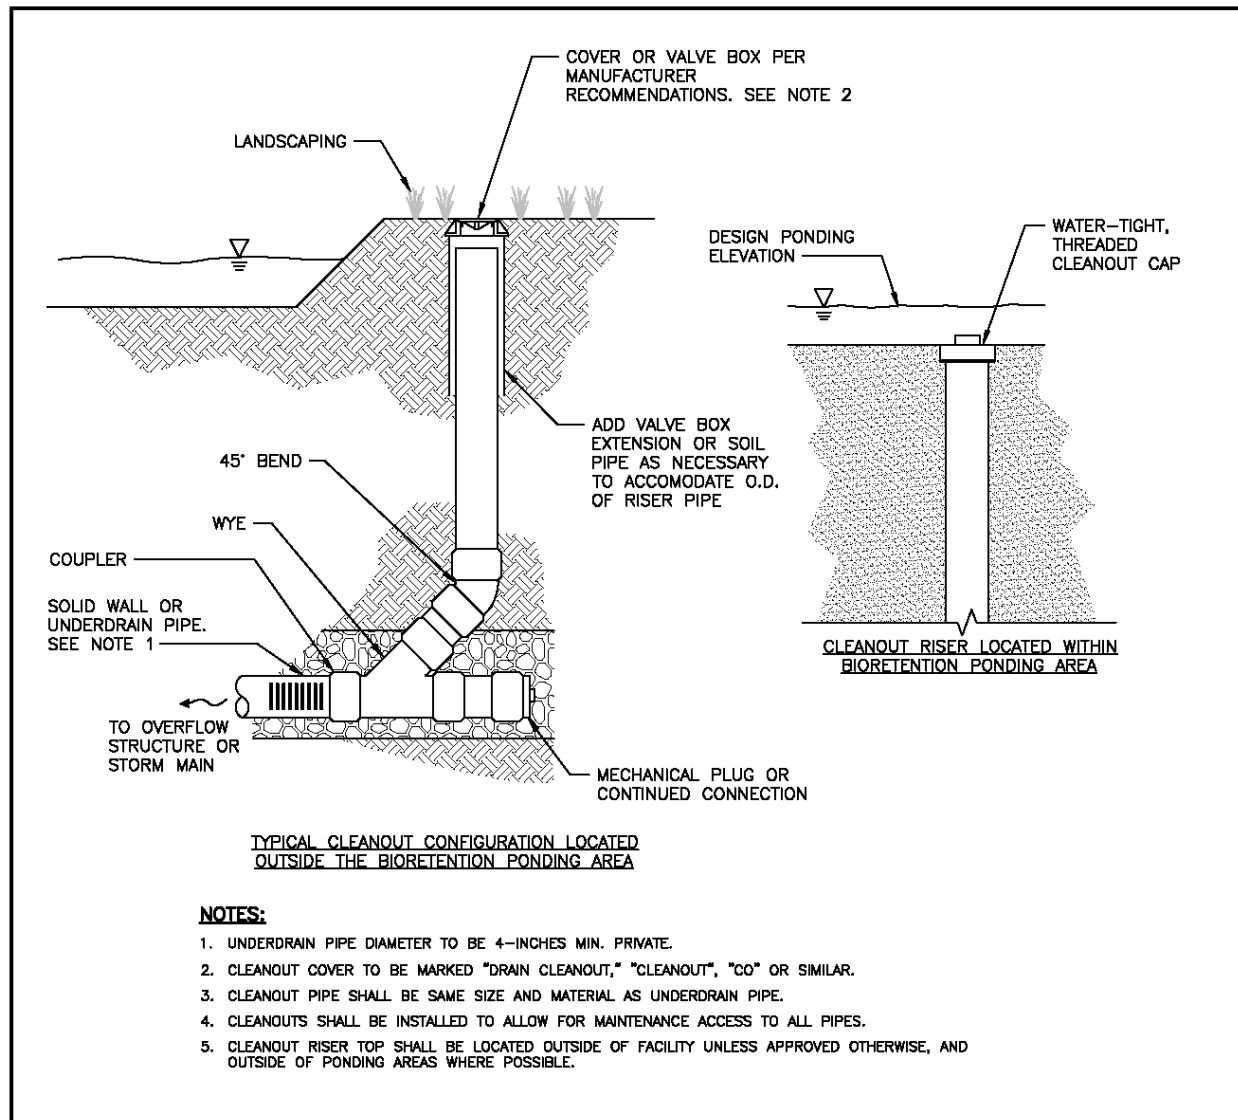 COVER OR VALVE BOX PER
MANUFACTURER
RECOMMENDATIONS. SEE NOTE 2
LANDSCAPING
DESIGN PONDING
ELEVATION
WATER-TIGHT,
THREADED
CLEANOUT CAP
ADD VALVE BOX
EXTENSION OR SOIL
PIPE AS NECESSARY
TO ACCOMODATE O.D.
OF RISER PIPE
45° BEND
WYE
COUPLER
SOLID WALL OR
UNDERDRAIN PIPE.
SEE NOTE 1
TO OVERFLOW
STRUCTURE OR
STORM MAIN
MECHANICAL PLUG OR
CONTINUED CONNECTION
CLEANOUT RISER LOCATED WITHIN
BIORETENTION PONDING AREA
TYPICAL CLEANOUT CONFIGURATION LOCATED
OUTSIDE THE BIORETENTION PONDING AREA
NOTES:
1. UNDERDRAIN PIPE DIAMETER TO BE 4-INCHES MIN. PRIVATE.
2. CLEANOUT COVER TO BE MARKED "DRAIN CLEANOUT," "CLEANOUT", "CO" OR SIMILAR.
3. CLEANOUT PIPE SHALL BE SAME SIZE AND MATERIAL AS UNDERDRAIN PIPE.
4. CLEANOUTS SHALL BE INSTALLED TO ALLOW FOR MAINTENANCE ACCESS TO ALL PIPES.
5. CLEANOUT RISER TOP SHALL BE LOCATED OUTSIDE OF FACILITY UNLESS APPROVED OTHERWISE, AND
OUTSIDE OF PONDING AREAS WHERE POSSIBLE.